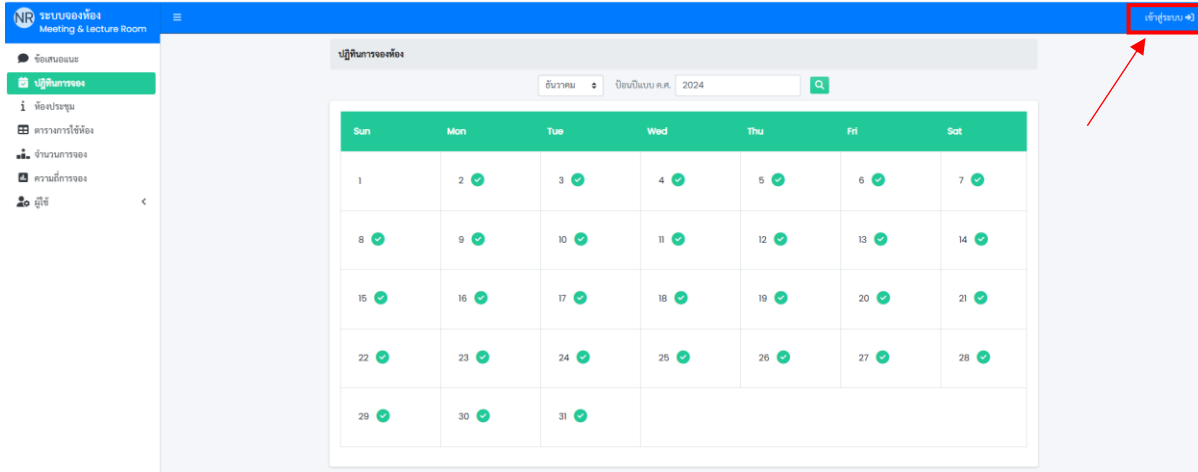 NR ระบบจองห้อง
Meeting & Lecture Room
เข้าสู่ระบบ
ข้อเสนอแนะ
ปฏิทินการจอง
ห้องประชุม
ตารางการใช้ห้อง
จำนวนการจอง
ความถี่การจอง
ผู้ใช้
ปฏิทินการจองห้อง
ธันวาคม ป้อนปีแบบ ค.ศ. 2024
Sun Mon Tue Wed Thu Fri Sat
1 2 3 4 5 6 7
8 9 10 11 12 13 14
15 16 17 18 19 20 21
22 23 24 25 26 27 28
29 30 31